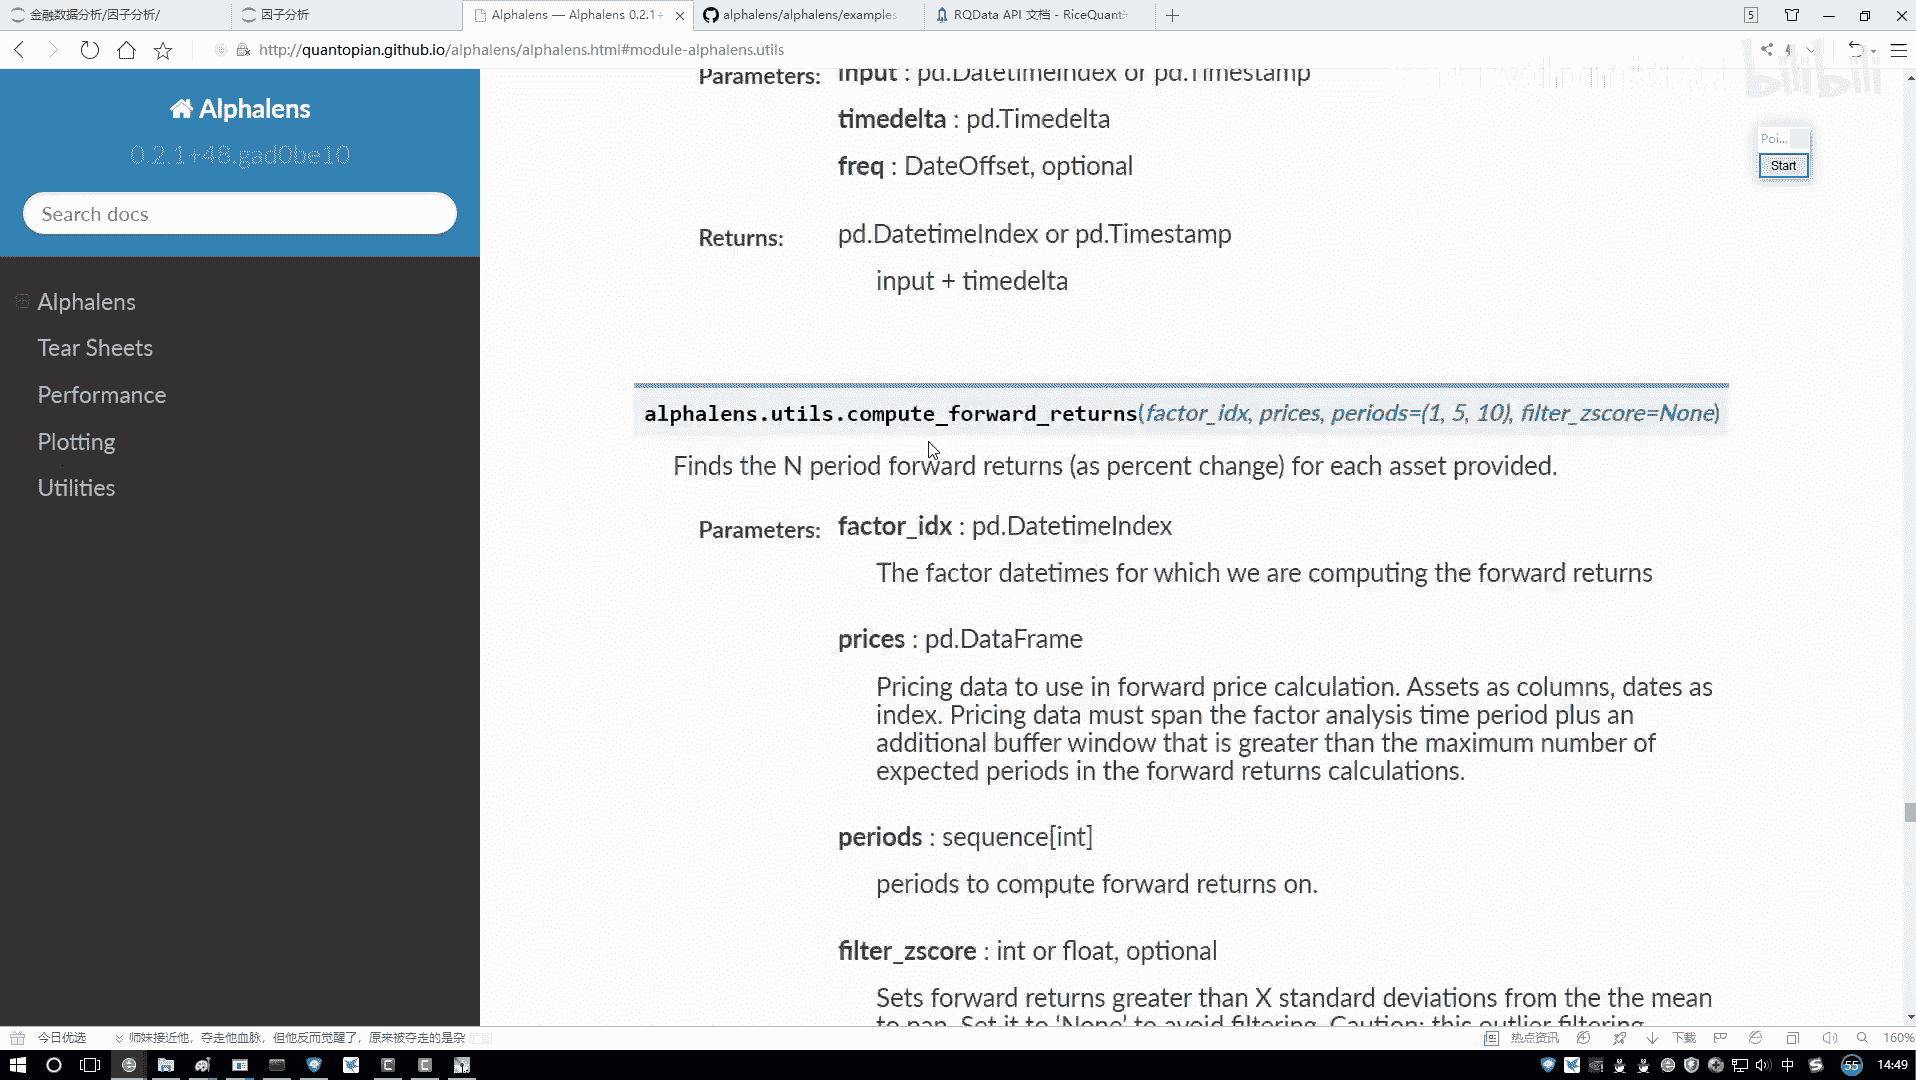 金融数据分析/因子分析/
因子分析
Alphalens — Alphalens 0.2.1+
alphalens/alphalens/examples
RQData API 文档 - RiceQuant
5
http://quantopian.github.io/alphalens/alphalens.html#module-alphalens.utils
bilibili
Alphalens
0.2.1+48.gad0be10
Search docs
Alphalens
Tear Sheets
Performance
Plotting
Utilities
Parameters: input : pd.DatetimeIndex or pd.Timestamp
timedelta : pd.Timedelta
freq : DateOffset, optional
Returns: pd.DatetimeIndex or pd.Timestamp
input + timedelta
Poi...
Start
alphalens.utils.compute_forward_returns(factor_idx, prices, periods=(1, 5, 10), filter_zscore=None)
Finds the N period forward returns (as percent change) for each asset provided.
Parameters: factor_idx : pd.DatetimeIndex
The factor datetimes for which we are computing the forward returns
prices : pd.DataFrame
Pricing data to use in forward price calculation. Assets as columns, dates as
index. Pricing data must span the factor analysis time period plus an
additional buffer window that is greater than the maximum number of
expected periods in the forward returns calculations.
periods : sequence[int]
periods to compute forward returns on.
filter_zscore : int or float, optional
Sets forward returns greater than X standard deviations from the the mean
to nan. Set it to 'None' to avoid filtering. Caution: this outlier filtering
今日优选
师妹接近他，夺走他血脉，但他反而觉醒了，原来被夺走的是杂
热点资讯
下载
160%
中
55
14:49